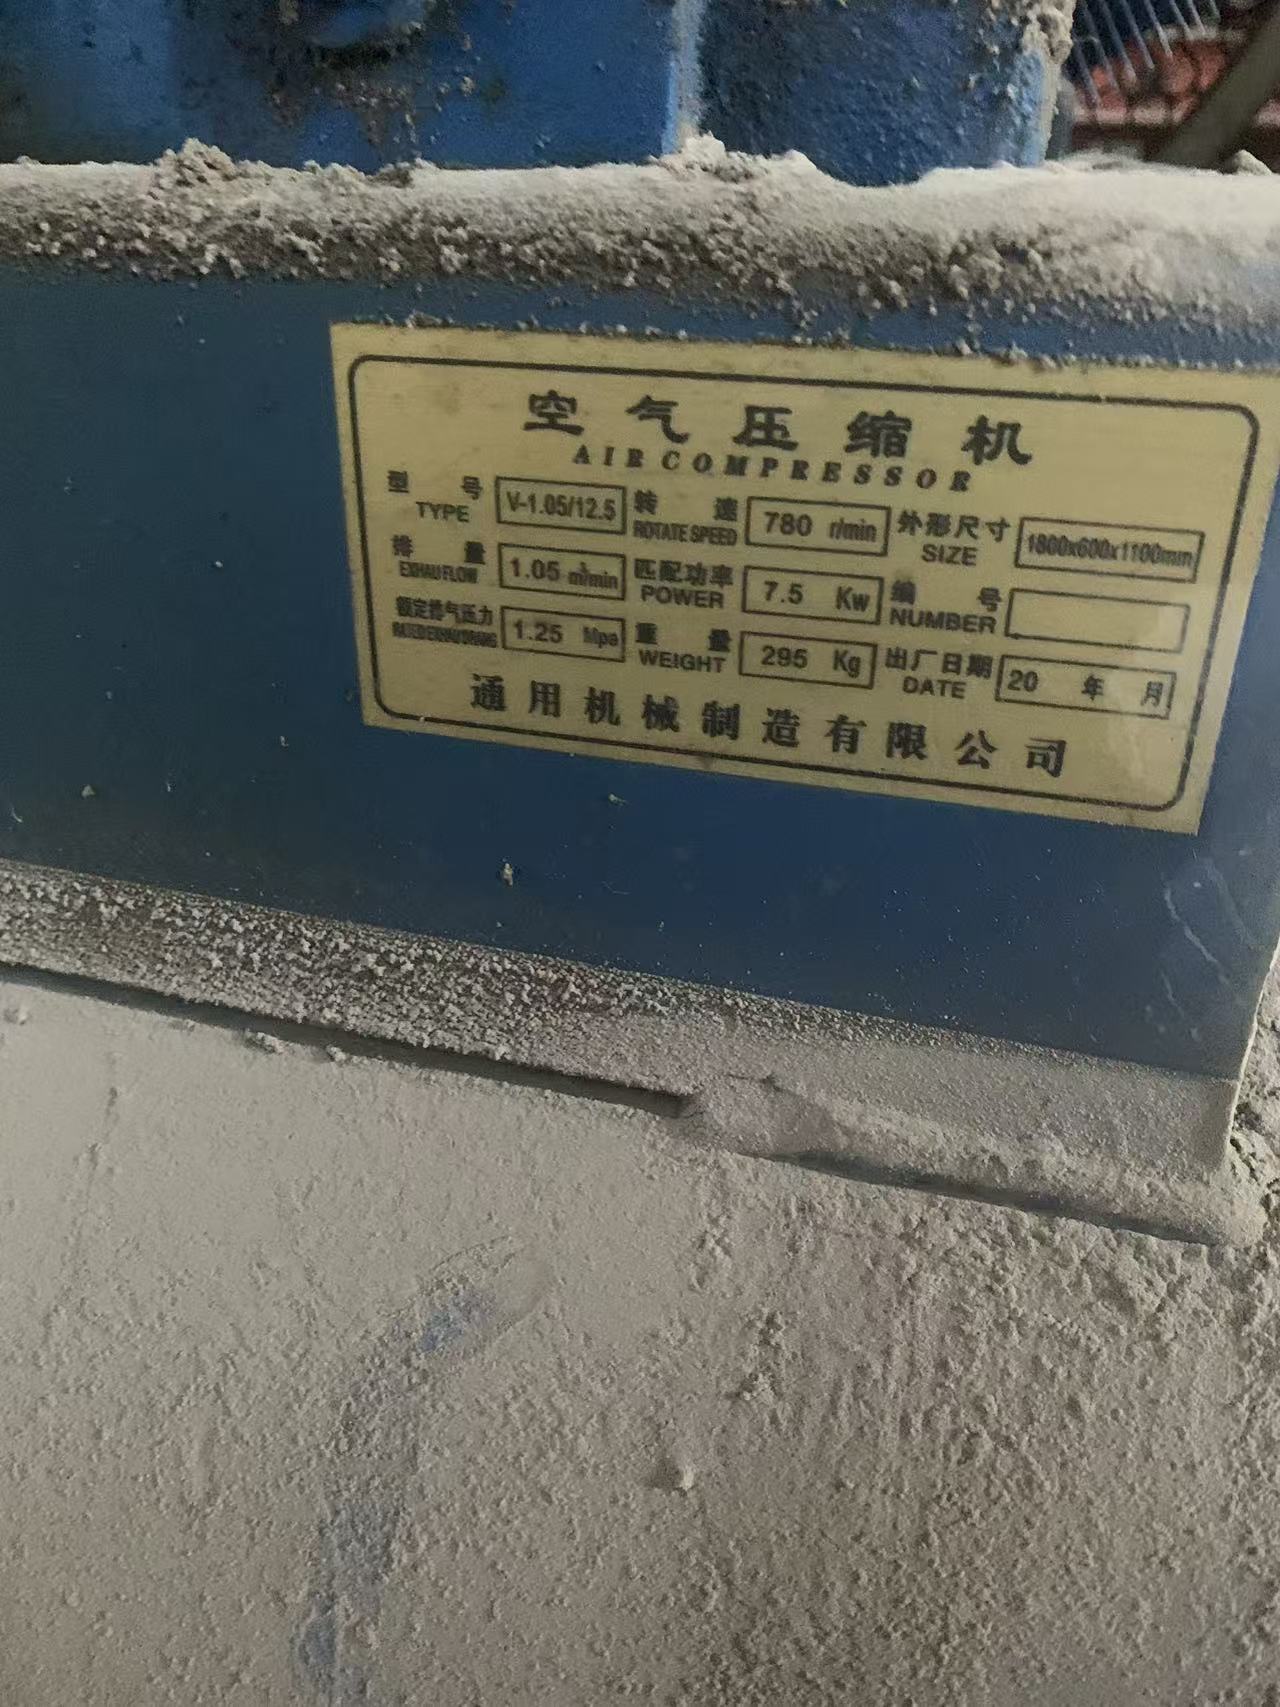 空气压缩机
AIR COMPRESSOR
型号 V-1.05/12.5 转速 780 r/min 外形尺寸 1800x600x1100mm
TYPE ROTATE SPEED SIZE
排量 1.05 m³/min 匹配功率 7.5 Kw 编号
EXHAU FLOW POWER NUMBER
额定排气压力 1.25 Mpa 重量 295 Kg 出厂日期 20 年 月
WEIGHT DATE
通用机械制造有限公司